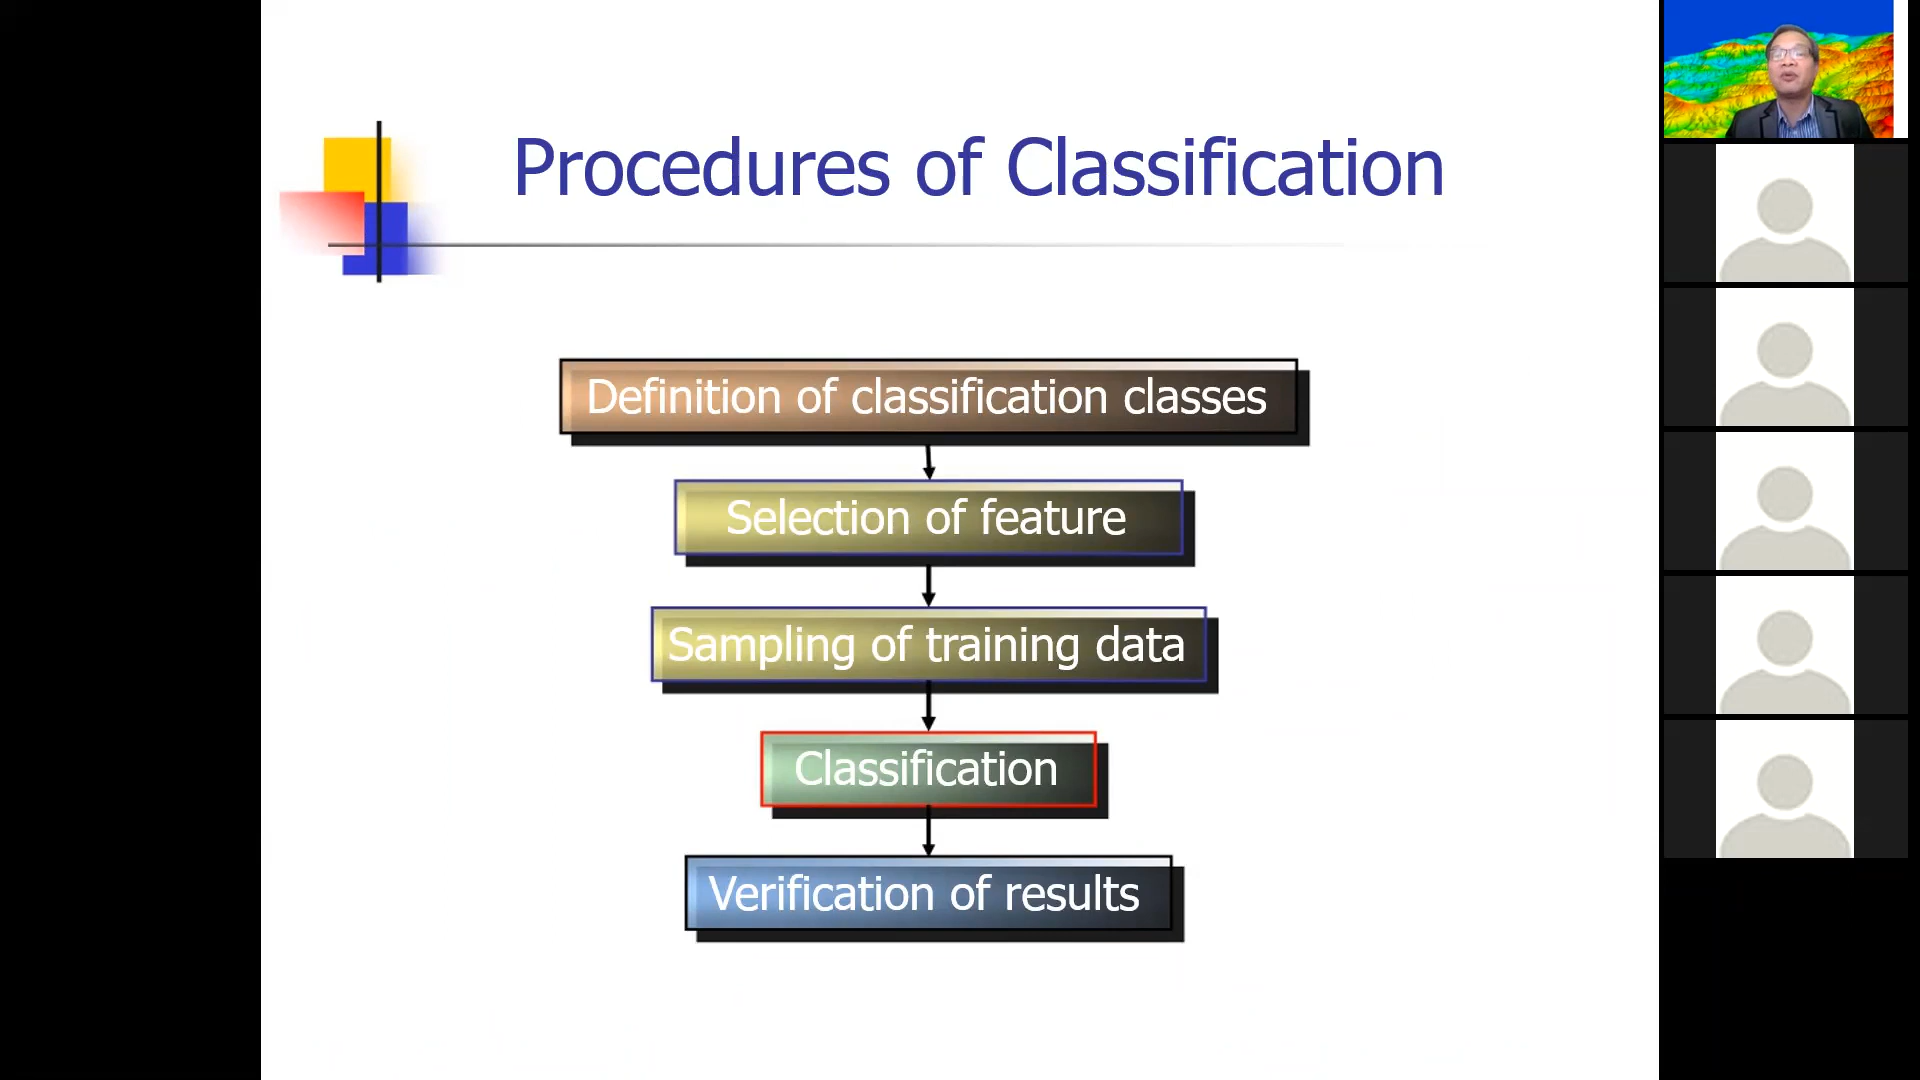 Procedures of Classification
Definition of classification classes
Selection of feature
Sampling of training data
Classification
Verification of results